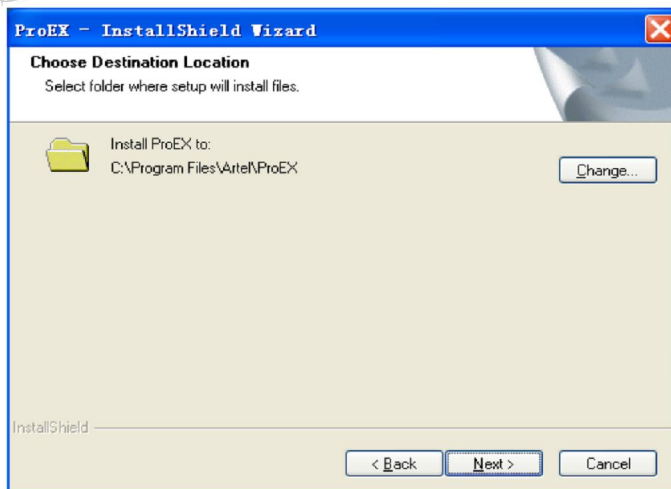 ProEX - InstallShield Wizard
Choose Destination Location
Select folder where setup will install files.
Install ProEX to:
C:\Program Files\Artel\ProEX
Change...
InstallShield
< Back
Next >
Cancel